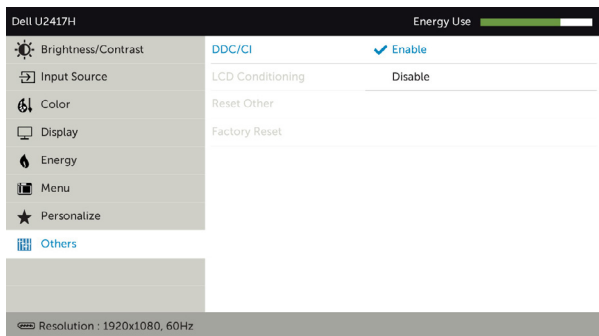 Dell U2417H
Energy Use
Brightness/Contrast
Input Source
Color
Display
Energy
Menu
Personalize
Others
DDC/CI
LCD Conditioning
Reset Other
Factory Reset
Enable
Disable
Resolution : 1920x1080, 60Hz